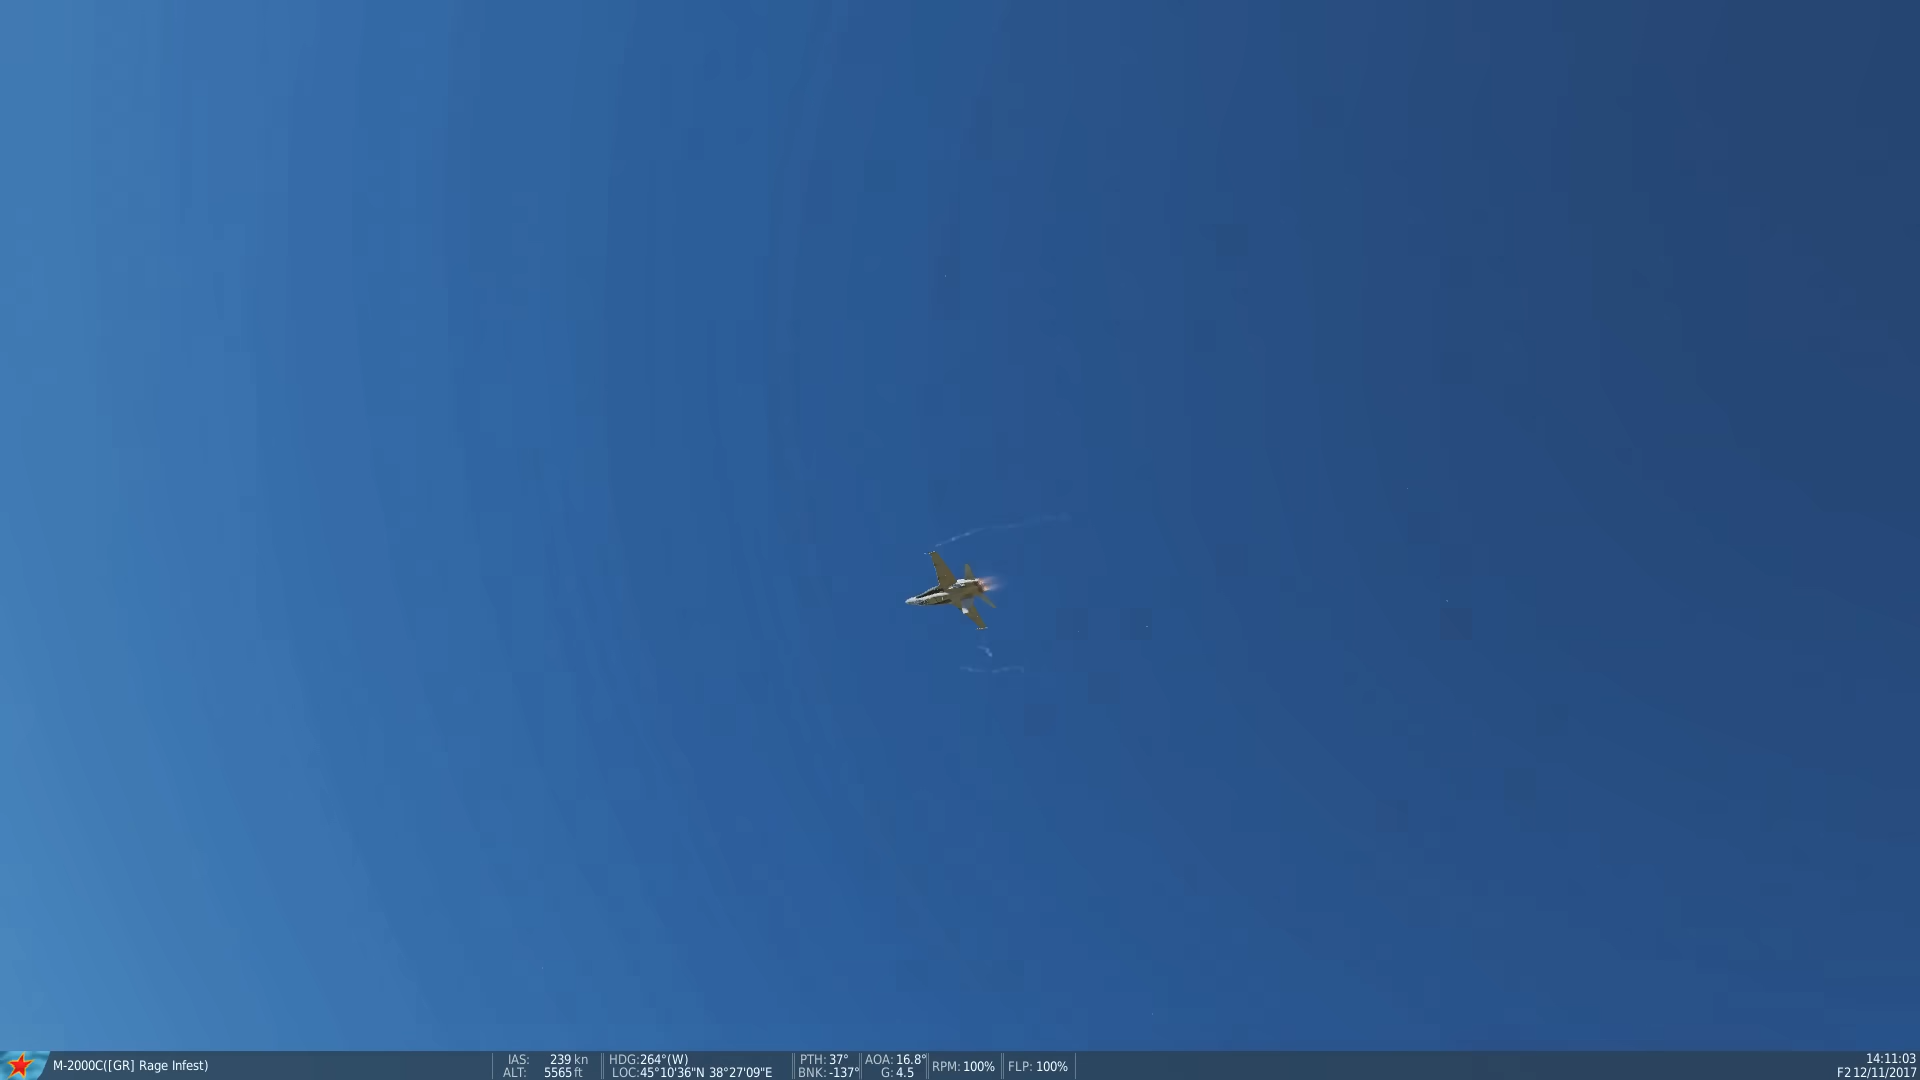 M-2000C([GR] Rage Infest)
IAS: 239 kn
ALT: 5565 ft
HDG:264°(W)
LOC:45°10'36"N 38°27'09"E
PTH: 37°
BNK: -137°
AOA: 16.8°
G: 4.5
RPM: 100%
FLP: 100%
14:11:03
F2 12/11/2017